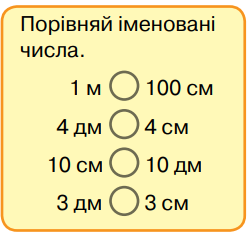 Порівняй іменовані
числа.
1 м ◯ 100 см
4 дм ◯ 4 см
10 см ◯ 10 дм
3 дм ◯ 3 см